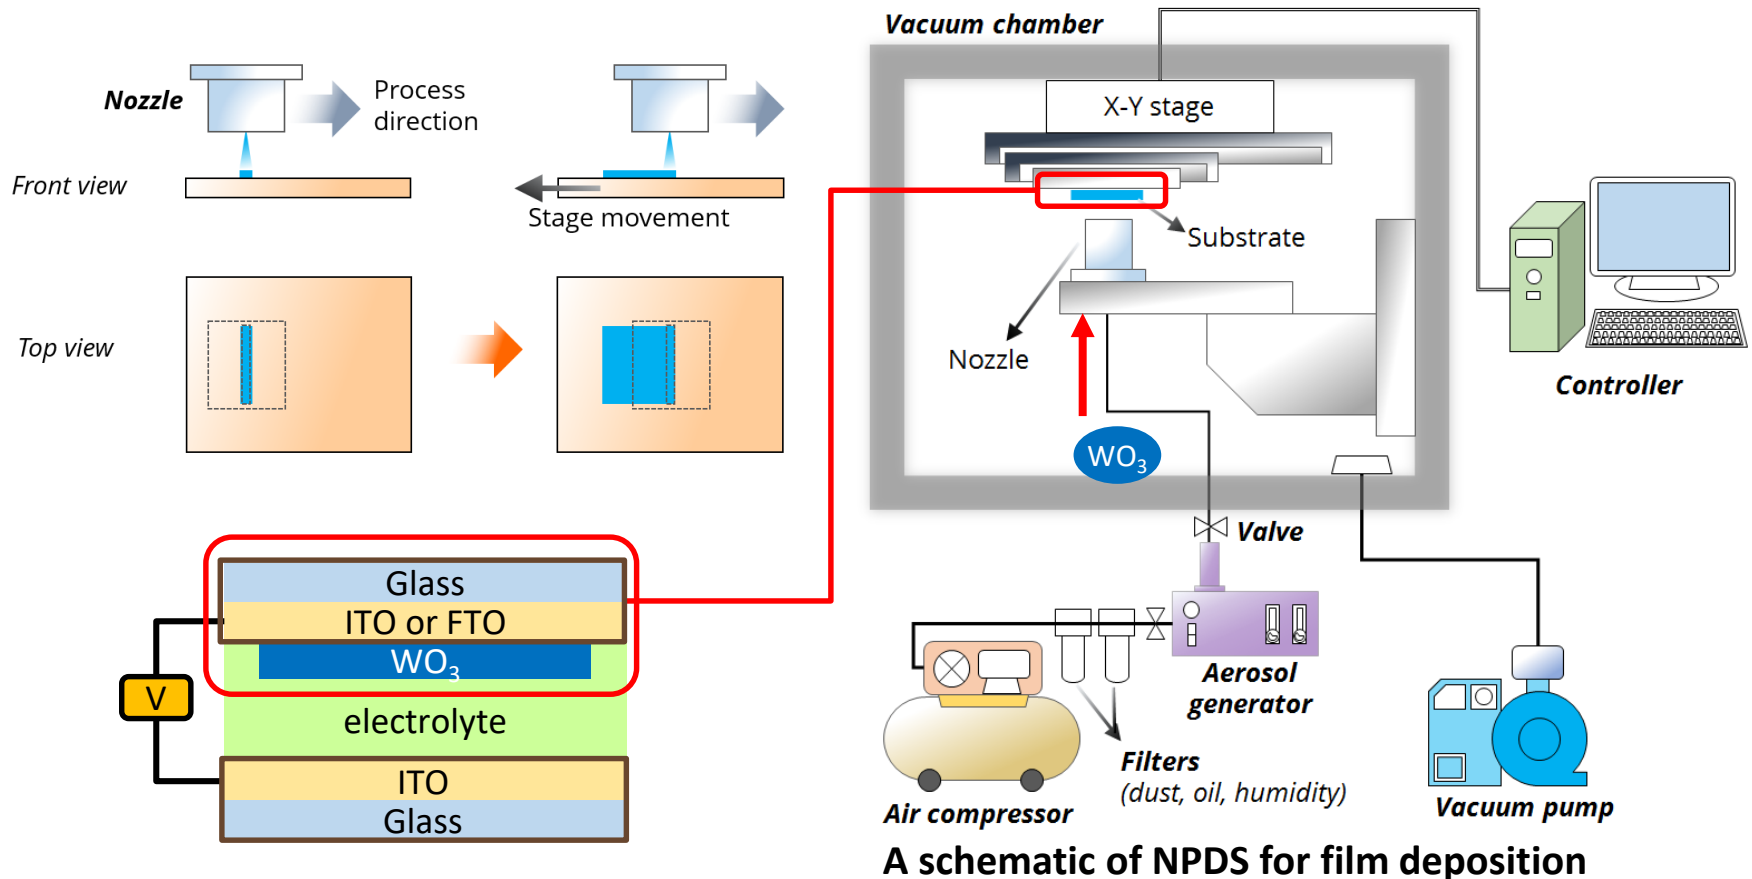 Vacuum chamber
Nozzle
Process
direction
X-Y stage
Front view
Stage movement
Substrate
Top view
Nozzle
Controller
WO₃
Valve
Glass
ITO or FTO
WO₃
V
electrolyte
ITO
Glass
Aerosol
generator
Filters
(dust, oil, humidity)
Air compressor
Vacuum pump
A schematic of NPDS for film deposition